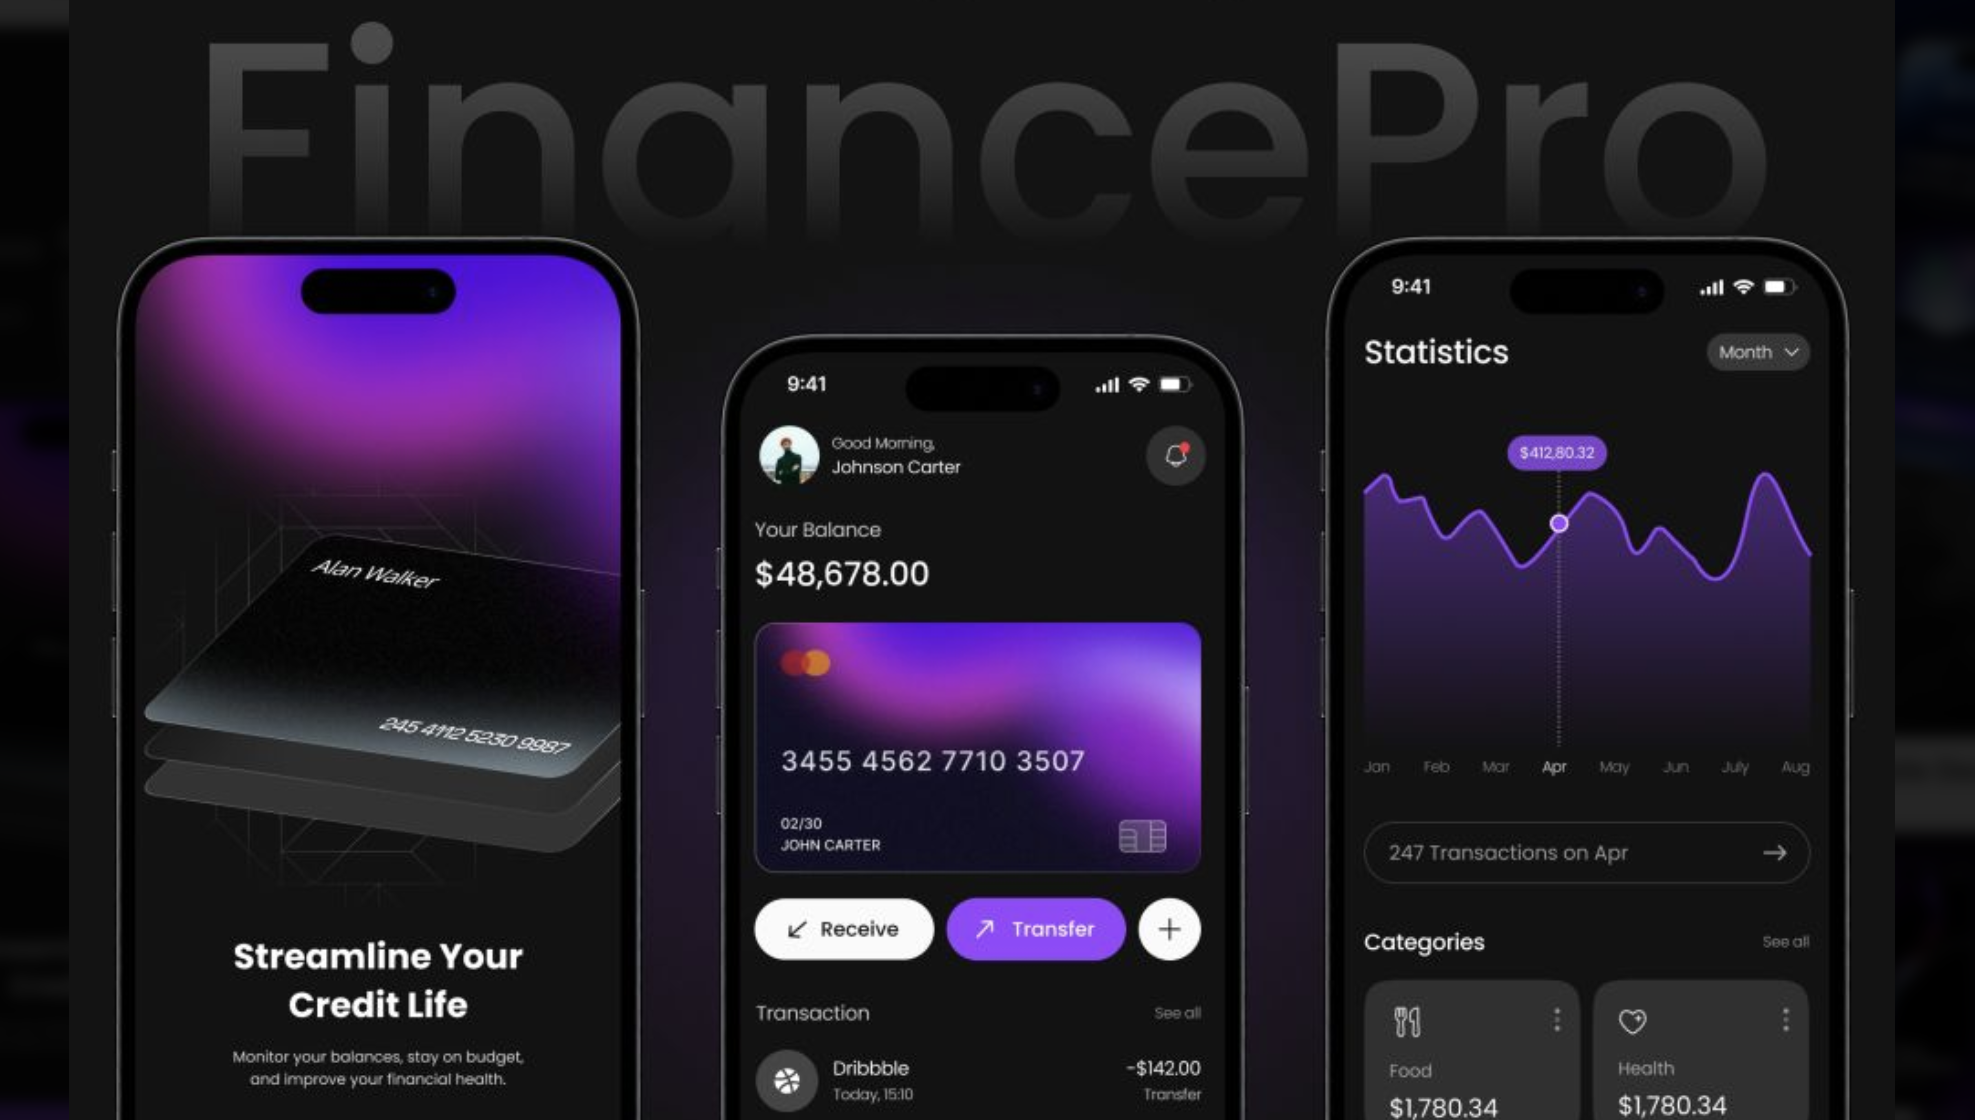 FinancePro
Alan Walker
245 4112 5230 9987
Streamline Your
Credit Life
Monitor your balances, stay on budget,
and improve your financial health.
9:41
Good Morning,
Johnson Carter
Your Balance
$48,678.00
3455 4562 7710 3507
02/30
JOHN CARTER
Receive
Transfer
Transaction
See all
Dribbble
-$142.00
Today, 15:10
Transfer
9:41
Statistics
Month
$412,80.32
Jan Feb Mar Apr May Jun July Aug
247 Transactions on Apr
Categories
See all
Food
$1,780.34
Health
$1,780.34